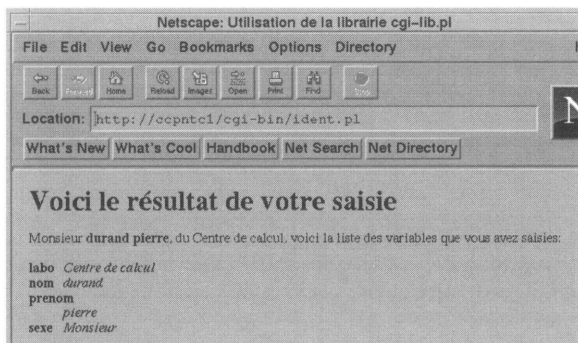 Netscape: Utilisation de la librairie cgi-lib.pl
File Edit View Go Bookmarks Options Directory
Back Forward Home Reload Images Open Print Find Stop
Location: http://ccpntc1/cgi-bin/ident.pl
N
What's New What's Cool Handbook Net Search Net Directory
Voici le résultat de votre saisie
Monsieur durand pierre, du Centre de calcul, voici la liste des variables que vous avez saisies:
labo Centre de calcul
nom durand
prenom
pierre
sexe Monsieur